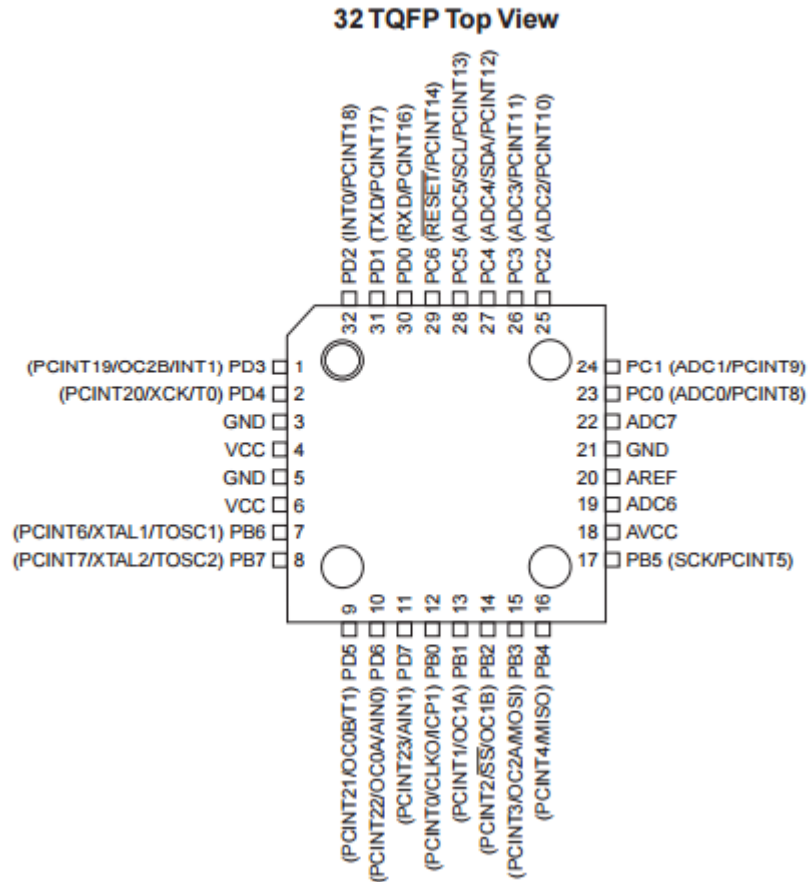 32 TQFP Top View
PD2 (INT0/PCINT18)
PD1 (TXD/PCINT17)
PD0 (RXD/PCINT16)
PC6 (RESET/PCINT14)
PC5 (ADC5/SCL/PCINT13)
PC4 (ADC4/SDA/PCINT12)
PC3 (ADC3/PCINT11)
PC2 (ADC2/PCINT10)
32
31
30
29
28
27
26
25
(PCINT19/OC2B/INT1) PD3 1
(PCINT20/XCK/T0) PD4 2
GND 3
VCC 4
GND 5
VCC 6
(PCINT6/XTAL1/TOSC1) PB6 7
(PCINT7/XTAL2/TOSC2) PB7 8
24 PC1 (ADC1/PCINT9)
23 PC0 (ADC0/PCINT8)
22 ADC7
21 GND
20 AREF
19 ADC6
18 AVCC
17 PB5 (SCK/PCINT5)
9
10
11
12
13
14
15
16
(PCINT21/OC0B/T1) PD5
(PCINT22/OC0A/AIN0) PD6
(PCINT23/AIN1) PD7
(PCINT0/CLKO/ICP1) PB0
(PCINT1/OC1A) PB1
(PCINT2/SS/OC1B) PB2
(PCINT3/OC2A/MOSI) PB3
(PCINT4/MISO) PB4